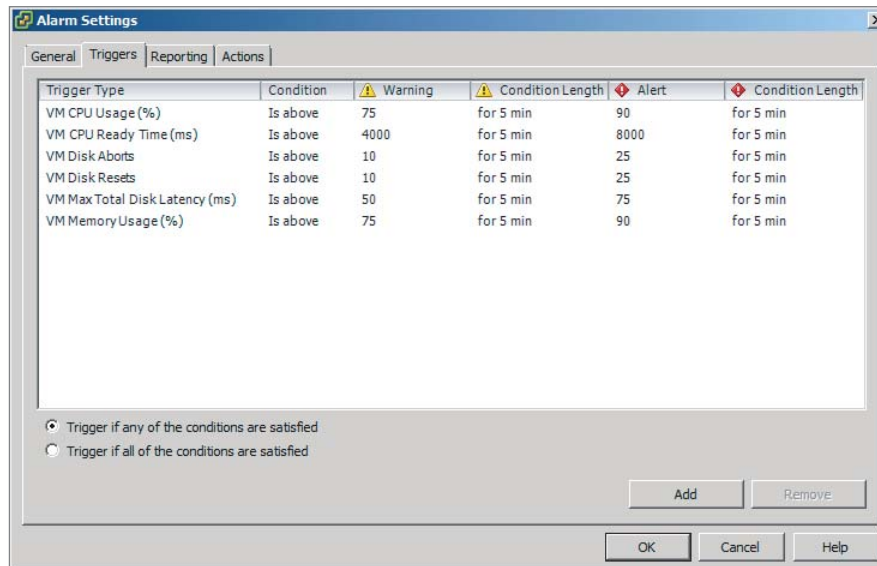 Alarm Settings
General Triggers Reporting Actions
Trigger Type Condition Warning Condition Length Alert Condition Length
VM CPU Usage (%) Is above 75 for 5 min 90 for 5 min
VM CPU Ready Time (ms) Is above 4000 for 5 min 8000 for 5 min
VM Disk Aborts Is above 10 for 5 min 25 for 5 min
VM Disk Resets Is above 10 for 5 min 25 for 5 min
VM Max Total Disk Latency (ms) Is above 50 for 5 min 75 for 5 min
VM Memory Usage (%) Is above 75 for 5 min 90 for 5 min
Trigger if any of the conditions are satisfied
Trigger if all of the conditions are satisfied
Add Remove
OK Cancel Help